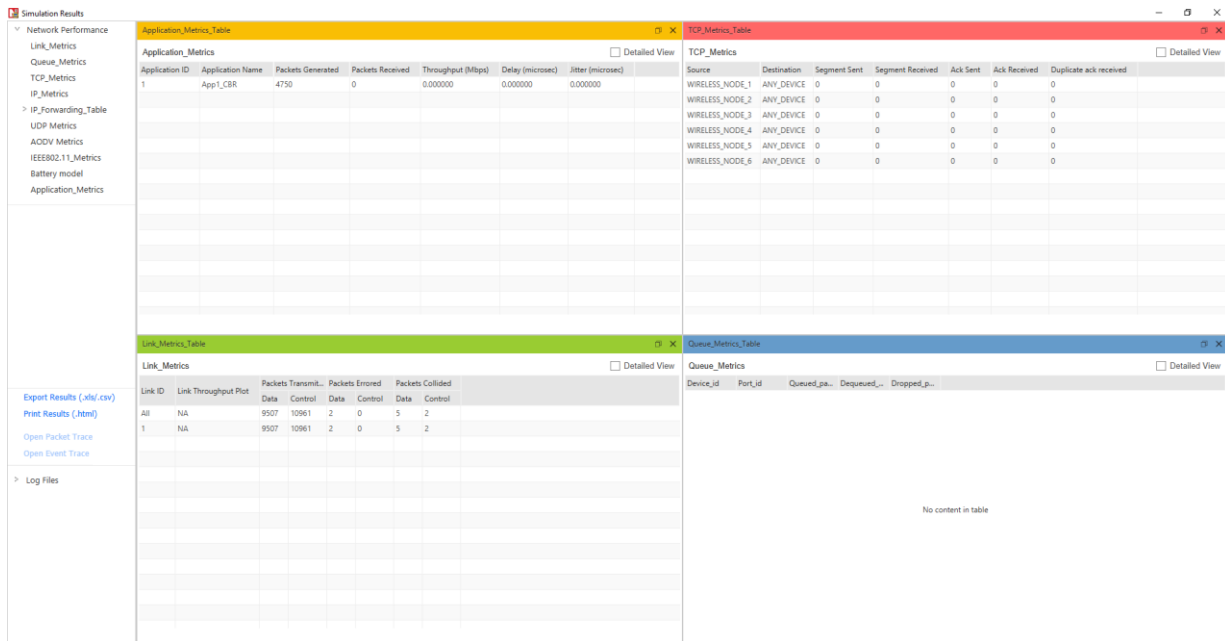 Simulation Results
Network Performance
Link_Metrics
Queue_Metrics
TCP_Metrics
IP_Metrics
IP_Forwarding_Table
UDP Metrics
AODV Metrics
IEEE802.11_Metrics
Battery model
Application_Metrics
Export Results (.xls/.csv)
Print Results (.html)
Open Packet Trace
Open Event Trace
Log Files
Application_Metrics_Table
Application_Metrics Detailed View
Application ID Application Name Packets Generated Packets Received Throughput (Mbps) Delay (microsec) Jitter (microsec)
1 App1_CBR 4750 0 0.000000 0.000000 0.000000
TCP_Metrics_Table
TCP_Metrics Detailed View
Source Destination Segment Sent Segment Received Ack Sent Ack Received Duplicate ack received
WIRELESS_NODE_1 ANY_DEVICE 0 0 0 0 0
WIRELESS_NODE_2 ANY_DEVICE 0 0 0 0 0
WIRELESS_NODE_3 ANY_DEVICE 0 0 0 0 0
WIRELESS_NODE_4 ANY_DEVICE 0 0 0 0 0
WIRELESS_NODE_5 ANY_DEVICE 0 0 0 0 0
WIRELESS_NODE_6 ANY_DEVICE 0 0 0 0 0
Link_Metrics_Table
Link_Metrics Detailed View
Link ID Link Throughput Plot Packets Transmit... Packets Errored Packets Collided
Data Control Data Control Data Control
All NA 9507 10961 2 0 5 2
1 NA 9507 10961 2 0 5 2
Queue_Metrics_Table
Queue_Metrics Detailed View
Device_id Port_id Queued_pa... Dequeued_... Dropped_p...
No content in table